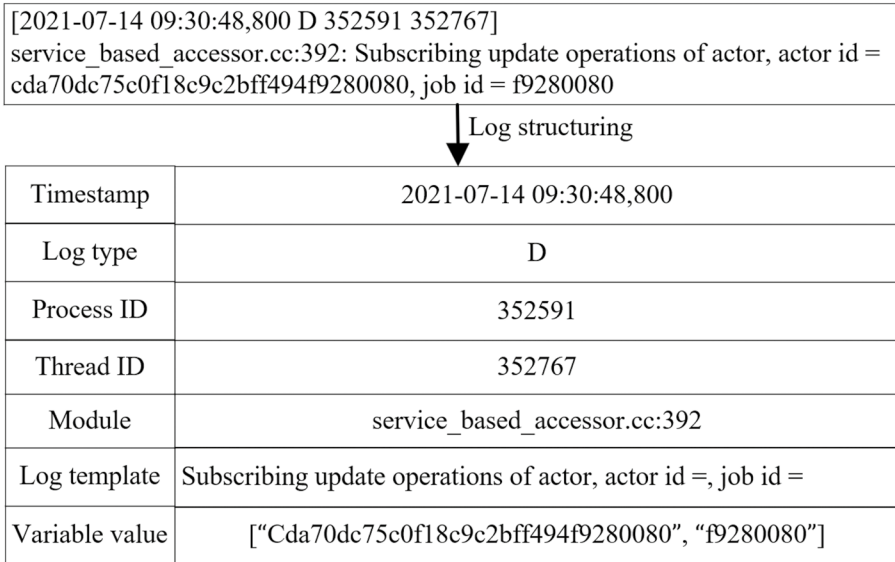 [2021-07-14 09:30:48,800 D 352591 352767]
service_based_accessor.cc:392: Subscribing update operations of actor, actor id =
cda70dc75c0f18c9c2bff494f9280080, job id = f9280080
Log structuring
Timestamp 2021-07-14 09:30:48,800
Log type D
Process ID 352591
Thread ID 352767
Module service_based_accessor.cc:392
Log template Subscribing update operations of actor, actor id =, job id =
Variable value [“Cda70dc75c0f18c9c2bff494f9280080”, “f9280080”]